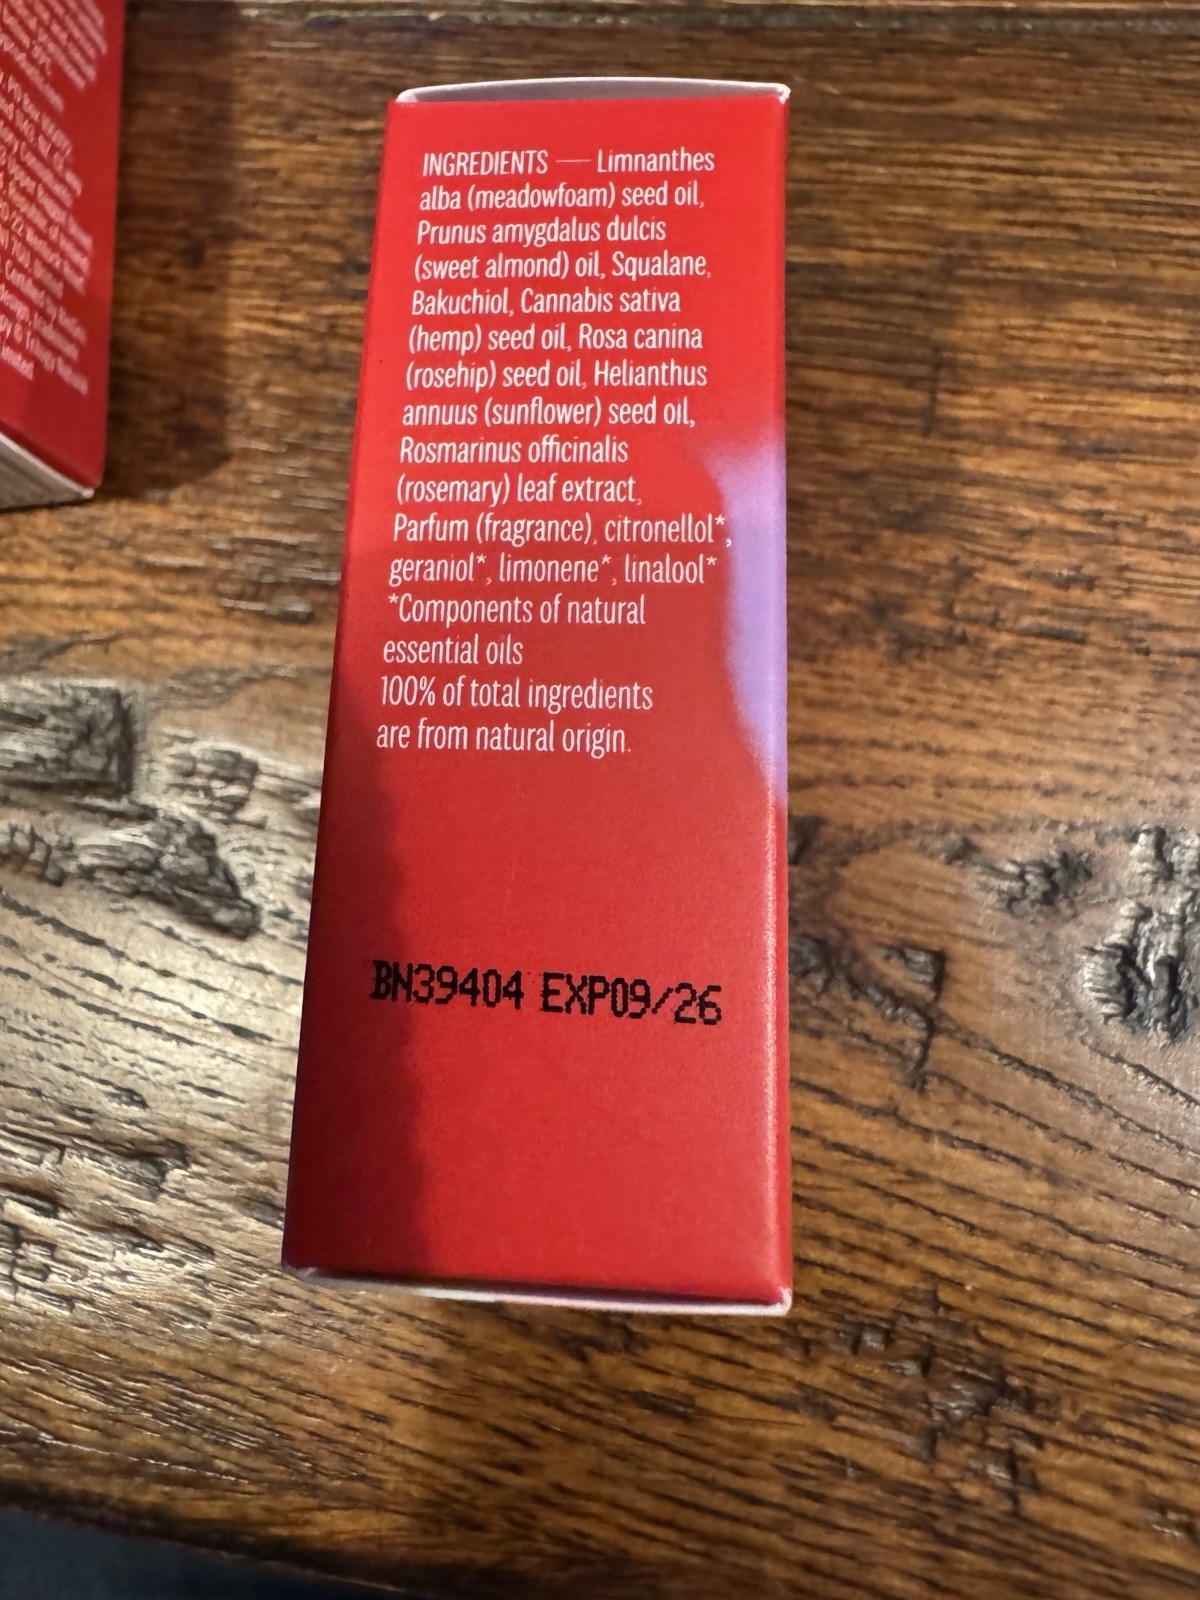 INGREDIENTS — Limnanthes
alba (meadowfoam) seed oil,
Prunus amygdalus dulcis
(sweet almond) oil, Squalane,
Bakuchiol, Cannabis sativa
(hemp) seed oil, Rosa canina
(rosehip) seed oil, Helianthus
annuus (sunflower) seed oil,
Rosmarinus officinalis
(rosemary) leaf extract,
Parfum (fragrance), citronellol*,
geraniol*, limonene*, linalool*
*Components of natural
essential oils
100% of total ingredients
are from natural origin.
BN39404 EXP09/26